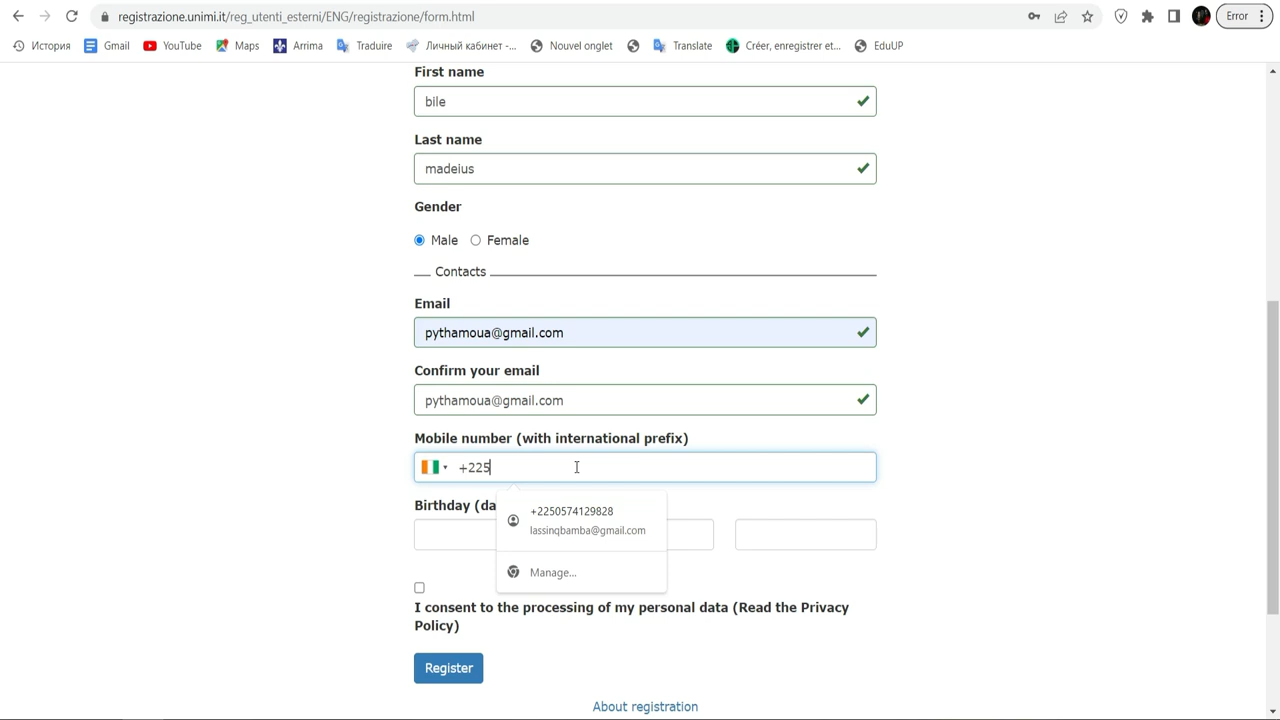 registrazione.unimi.it/reg_utenti_esterni/ENG/registrazione/form.html
Error
История
Gmail
YouTube
Maps
Arrima
Traduire
Личный кабинет -...
Nouvel onglet
Translate
Créer, enregistrer et...
EduUP
First name
bile
Last name
madeius
Gender
Male
Female
Contacts
Email
pythamoua@gmail.com
Confirm your email
pythamoua@gmail.com
Mobile number (with international prefix)
+225
Birthday (da
+2250574129828
lassinqbamba@gmail.com
Manage...
I consent to the processing of my personal data (Read the Privacy
Policy)
Register
About registration